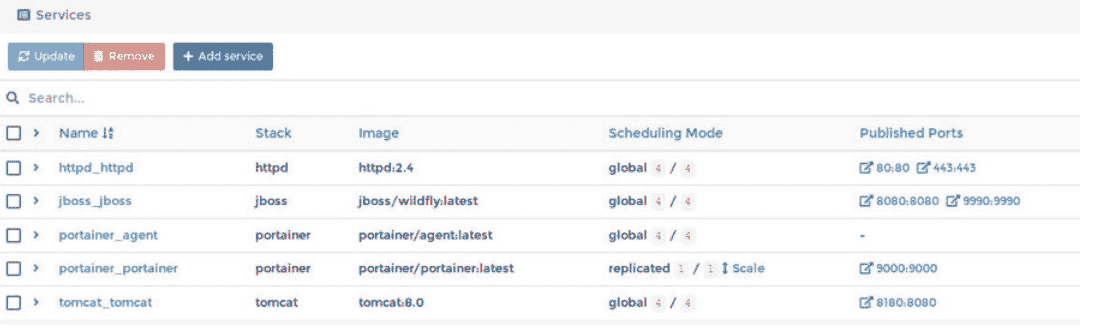 Services
Update Remove + Add service
Search...
Name Stack Image Scheduling Mode Published Ports
httpd_httpd httpd httpd:2.4 global 4 / 4 80:80 443:443
jboss_jboss jboss jboss/wildfly:latest global 4 / 4 8080:8080 9990:9990
portainer_agent portainer portainer/agent:latest global 4 / 4 -
portainer_portainer portainer portainer/portainer:latest replicated 1 / 1 Scale 9000:9000
tomcat_tomcat tomcat tomcat:8.0 global 4 / 4 8180:8080